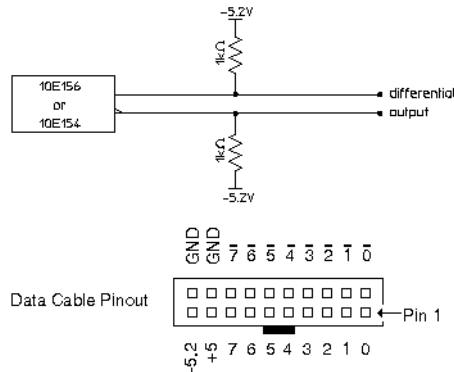 -5.2V
1kΩ
10E156
or
10E154
differential
output
1kΩ
-5.2V
GND GND 7 6 5 4 3 2 1 0
Data Cable Pinout
Pin 1
-5.2 +5 7 6 5 4 3 2 1 0